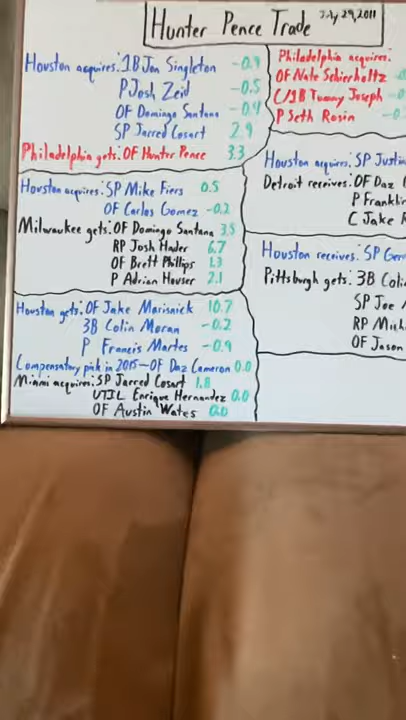 Hunter Pence Trade July 29, 2011
Houston acquires: 1B Jon Singleton -0.9
P Josh Zeid -0.5
OF Domingo Santana -0.4
SP Jarred Cosart 2.9
Philadelphia gets: OF Hunter Pence 3.3
Houston acquires: SP Mike Fiers 0.5
OF Carlos Gomez -0.2
Milwaukee gets: OF Domingo Santana 3.5
RP Josh Hader 6.7
OF Brett Phillips 1.3
P Adrian Houser 2.1
Houston gets: OF Jake Marisnick 10.7
3B Colin Moran -0.2
P Francis Martes -0.9
Compensatory pick in 2015-OF Daz Cameron 0.0
Miami acquires: SP Jarred Cosart 1.8
UTIL Enrique Hernandez 0.0
OF Austin Wates 0.0
Philadelphia acquires:
OF Nate Schierholtz
C/1B Tommy Joseph
P Seth Rosin
Houston acquires: SP Justi
Detroit receives: OF Daz
P Frankli
C Jake
Houston receives: SP Ger
Pittsburgh gets: 3B Coli
SP Joe
RP Mich
OF Jason